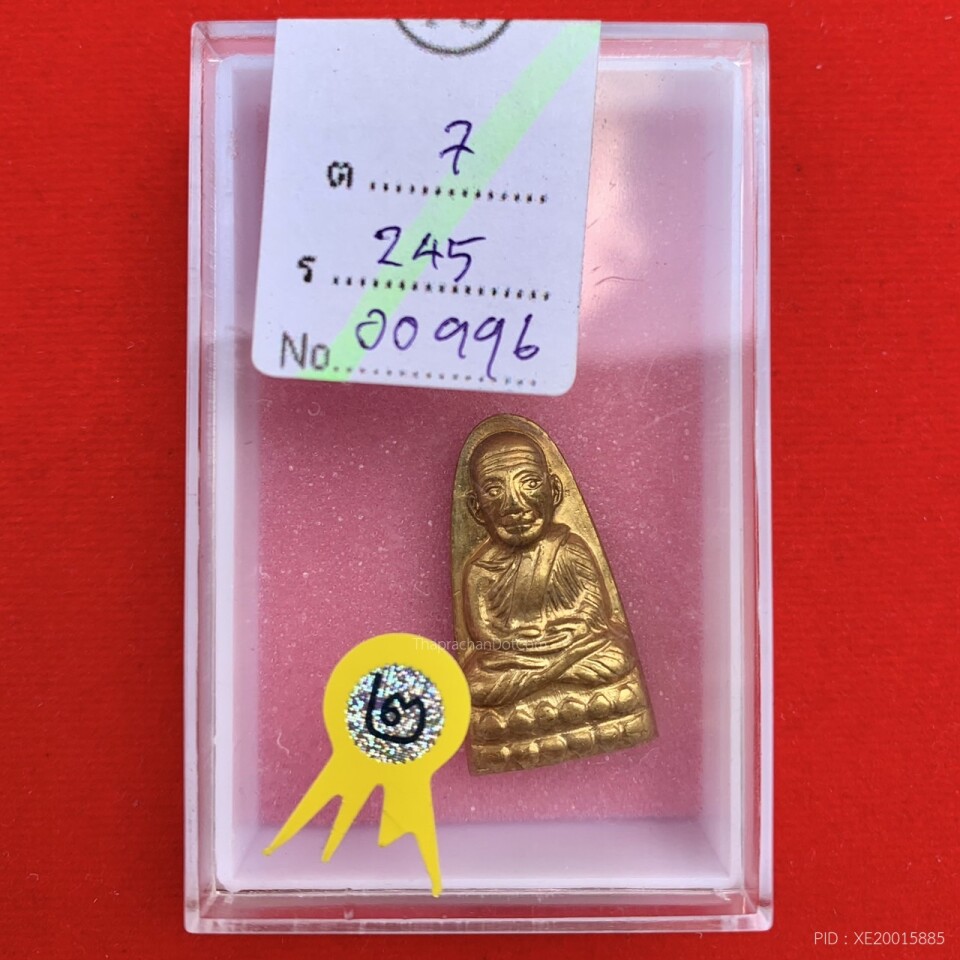 ต 7
ร 245
No. 00996
ThaprachanDotCom
๒
PID : XE20015885